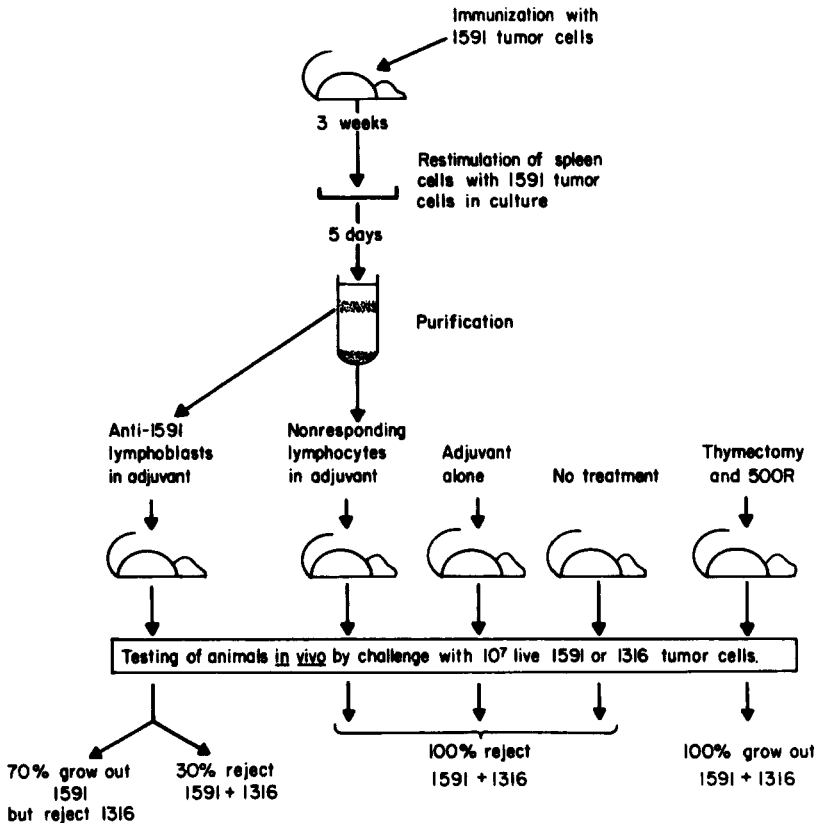 Immunization with
1591 tumor cells
3 weeks
Restimulation of spleen
cells with 1591 tumor
cells in culture
5 days
Purification
Anti-1591
lymphoblasts
in adjuvant
Nonresponding
lymphocytes
in adjuvant
Adjuvant
alone
No treatment
Thymectomy
and 500R
Testing of animals in vivo by challenge with 10⁷ live 1591 or 1316 tumor cells.
70% grow out
1591
but reject 1316
30% reject
1591 + 1316
100% reject
1591 + 1316
100% grow out
1591 + 1316